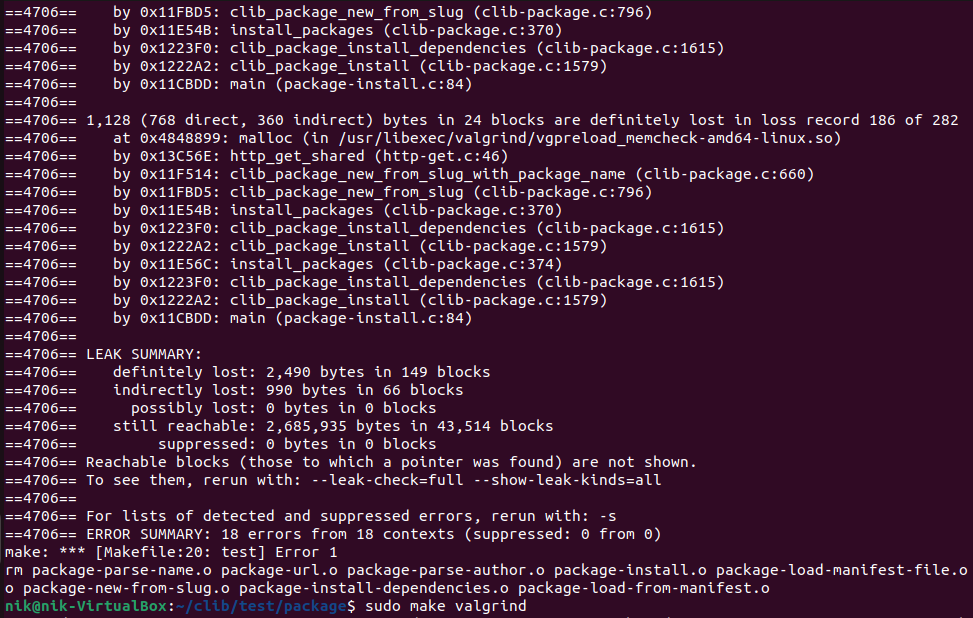 ==4706==    by 0x11FBD5: clib_package_new_from_slug (clib-package.c:796)
==4706==    by 0x11E54B: install_packages (clib-package.c:370)
==4706==    by 0x1223F0: clib_package_install_dependencies (clib-package.c:1615)
==4706==    by 0x1222A2: clib_package_install (clib-package.c:1579)
==4706==    by 0x11CBDD: main (package-install.c:84)
==4706==
==4706== 1,128 (768 direct, 360 indirect) bytes in 24 blocks are definitely lost in loss record 186 of 282
==4706==    at 0x4848899: malloc (in /usr/libexec/valgrind/vgpreload_memcheck-amd64-linux.so)
==4706==    by 0x13C56E: http_get_shared (http-get.c:46)
==4706==    by 0x11F514: clib_package_new_from_slug_with_package_name (clib-package.c:660)
==4706==    by 0x11FBD5: clib_package_new_from_slug (clib-package.c:796)
==4706==    by 0x11E54B: install_packages (clib-package.c:370)
==4706==    by 0x1223F0: clib_package_install_dependencies (clib-package.c:1615)
==4706==    by 0x1222A2: clib_package_install (clib-package.c:1579)
==4706==    by 0x11E56C: install_packages (clib-package.c:374)
==4706==    by 0x1223F0: clib_package_install_dependencies (clib-package.c:1615)
==4706==    by 0x1222A2: clib_package_install (clib-package.c:1579)
==4706==    by 0x11CBDD: main (package-install.c:84)
==4706==
==4706== LEAK SUMMARY:
==4706==    definitely lost: 2,490 bytes in 149 blocks
==4706==    indirectly lost: 990 bytes in 66 blocks
==4706==      possibly lost: 0 bytes in 0 blocks
==4706==    still reachable: 2,685,935 bytes in 43,514 blocks
==4706==         suppressed: 0 bytes in 0 blocks
==4706== Reachable blocks (those to which a pointer was found) are not shown.
==4706== To see them, rerun with: --leak-check=full --show-leak-kinds=all
==4706==
==4706== For lists of detected and suppressed errors, rerun with: -s
==4706== ERROR SUMMARY: 18 errors from 18 contexts (suppressed: 0 from 0)
make: *** [Makefile:20: test] Error 1
rm package-parse-name.o package-url.o package-parse-author.o package-install.o package-load-manifest-file.o
o package-new-from-slug.o package-install-dependencies.o package-load-from-manifest.o
nik@nik-VirtualBox:~/clib/test/package$ sudo make valgrind